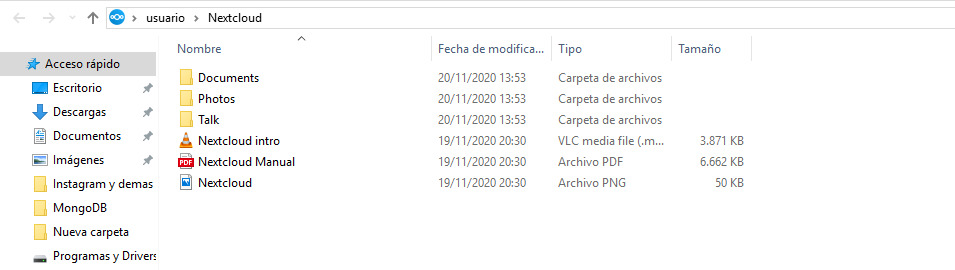 usuario > Nextcloud
Nombre Fecha de modifica... Tipo Tamaño
Acceso rápido
Escritorio
Descargas
Documentos
Imágenes
Instagram y demas
MongoDB
Nueva carpeta
Programas y Drivers
Documents 20/11/2020 13:53 Carpeta de archivos
Photos 20/11/2020 13:53 Carpeta de archivos
Talk 20/11/2020 13:53 Carpeta de archivos
Nextcloud intro 19/11/2020 20:30 VLC media file (.m... 3.871 KB
PDF Nextcloud Manual 19/11/2020 20:30 Archivo PDF 6.662 KB
Nextcloud 19/11/2020 20:30 Archivo PNG 50 KB